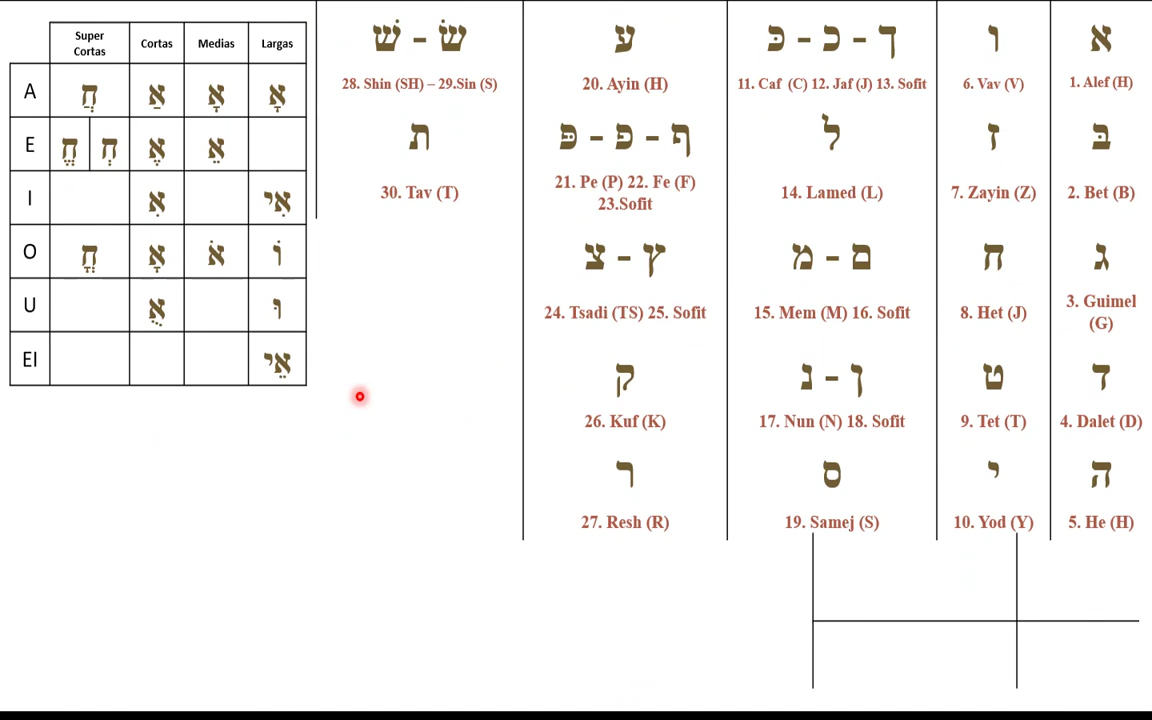 Super
Cortas Cortas Medias Largas
A חֲ אַ אָ אָ
E חֱ חְ אֶ אֵ
I אִ אִי
O חֳ אָ אֹ וֹ
U אֻ וּ
EI אֵי
שׁ – שׂ
28. Shin (SH) – 29.Sin (S)
ת
30. Tav (T)
ע
20. Ayin (H)
פּ – פ – ף
21. Pe (P) 22. Fe (F)
23.Sofit
צ – ץ
24. Tsadi (TS) 25. Sofit
ק
26. Kuf (K)
ר
27. Resh (R)
כּ – כ – ך
11. Caf (C) 12. Jaf (J) 13. Sofit
ל
14. Lamed (L)
מ – ם
15. Mem (M) 16. Sofit
נ – ן
17. Nun (N) 18. Sofit
ס
19. Samej (S)
ו
6. Vav (V)
ז
7. Zayin (Z)
ח
8. Het (J)
ט
9. Tet (T)
י
10. Yod (Y)
א
1. Alef (H)
בּ
2. Bet (B)
ג
3. Guimel
(G)
ד
4. Dalet (D)
ה
5. He (H)